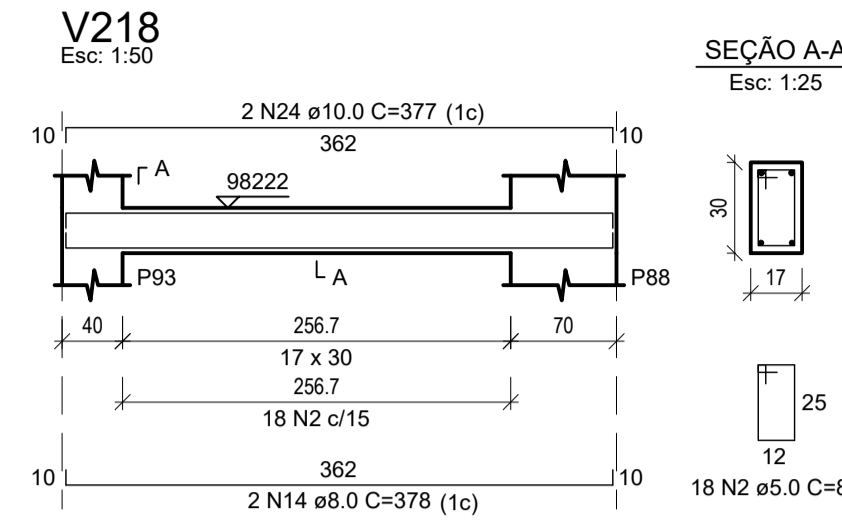 V218
Esc: 1:50
SEÇÃO A-A
Esc: 1:25
2 N24 ø10.0 C=377 (1c)
10
362
10
A
98222
30
17
P93
A
P88
40
256.7
70
17 x 30
256.7
18 N2 c/15
25
12
18 N2 ø5.0 C=8
10
362
10
2 N14 ø8.0 C=378 (1c)